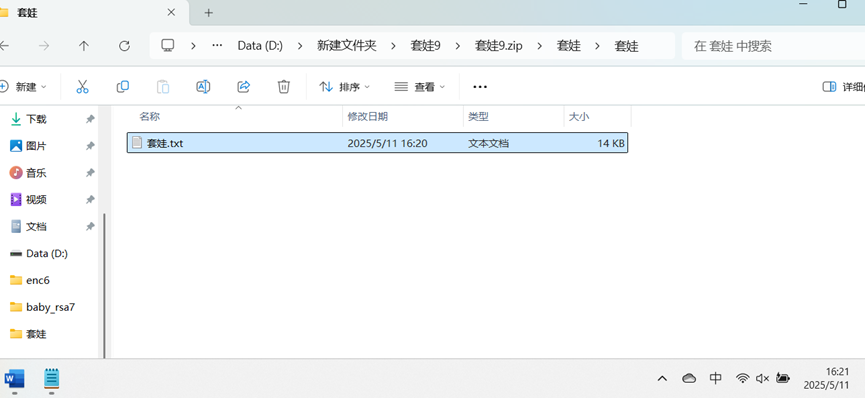 套娃
Data (D:) 新建文件夹 套娃9 套娃9.zip 套娃 套娃 在 套娃 中搜索
新建 排序 查看 ··· 详细
名称 修改日期 类型 大小
套娃.txt 2025/5/11 16:20 文本文档 14 KB
下载
图片
音乐
视频
文档
Data (D:)
enc6
baby_rsa7
套娃
中 16:21
2025/5/11